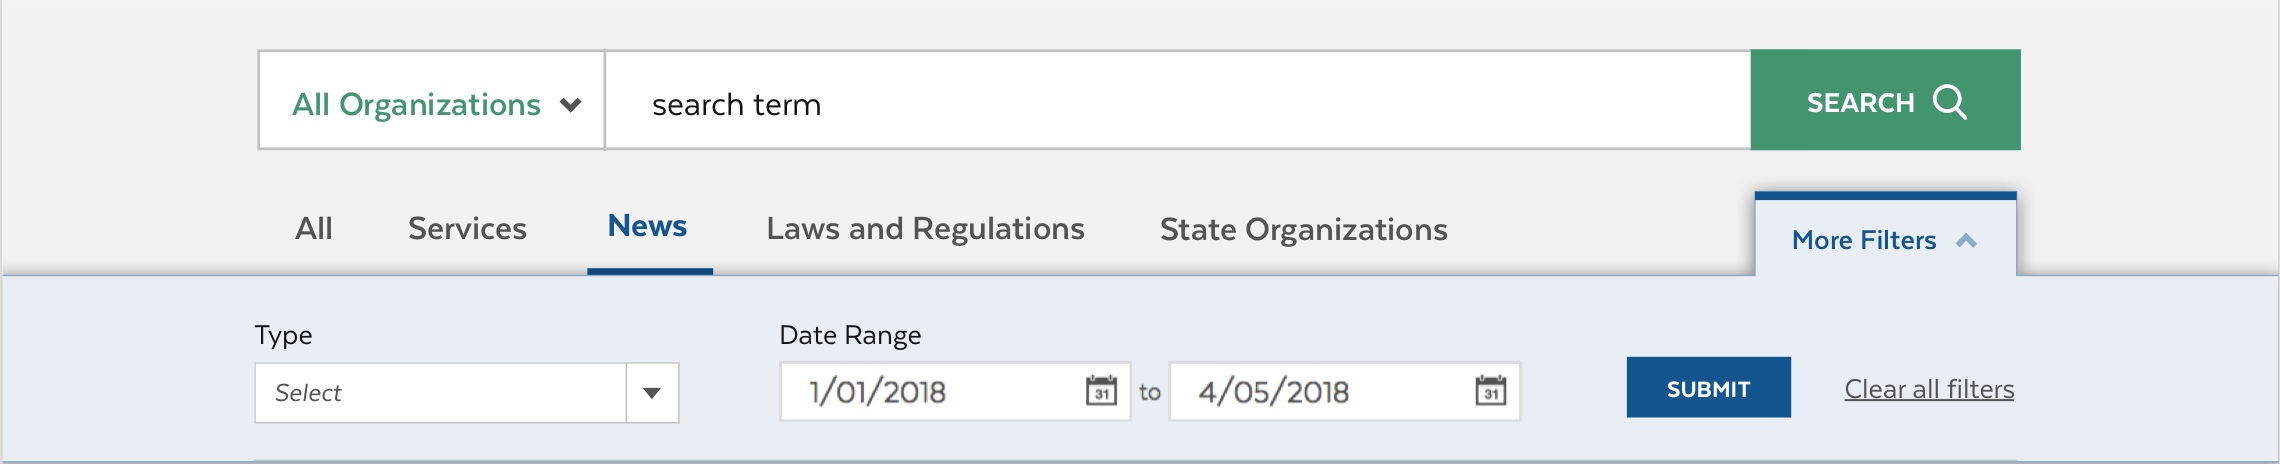 All Organizations search term SEARCH
All Services News Laws and Regulations State Organizations More Filters
Type Date Range
Select 1/01/2018 31 to 4/05/2018 31 SUBMIT Clear all filters